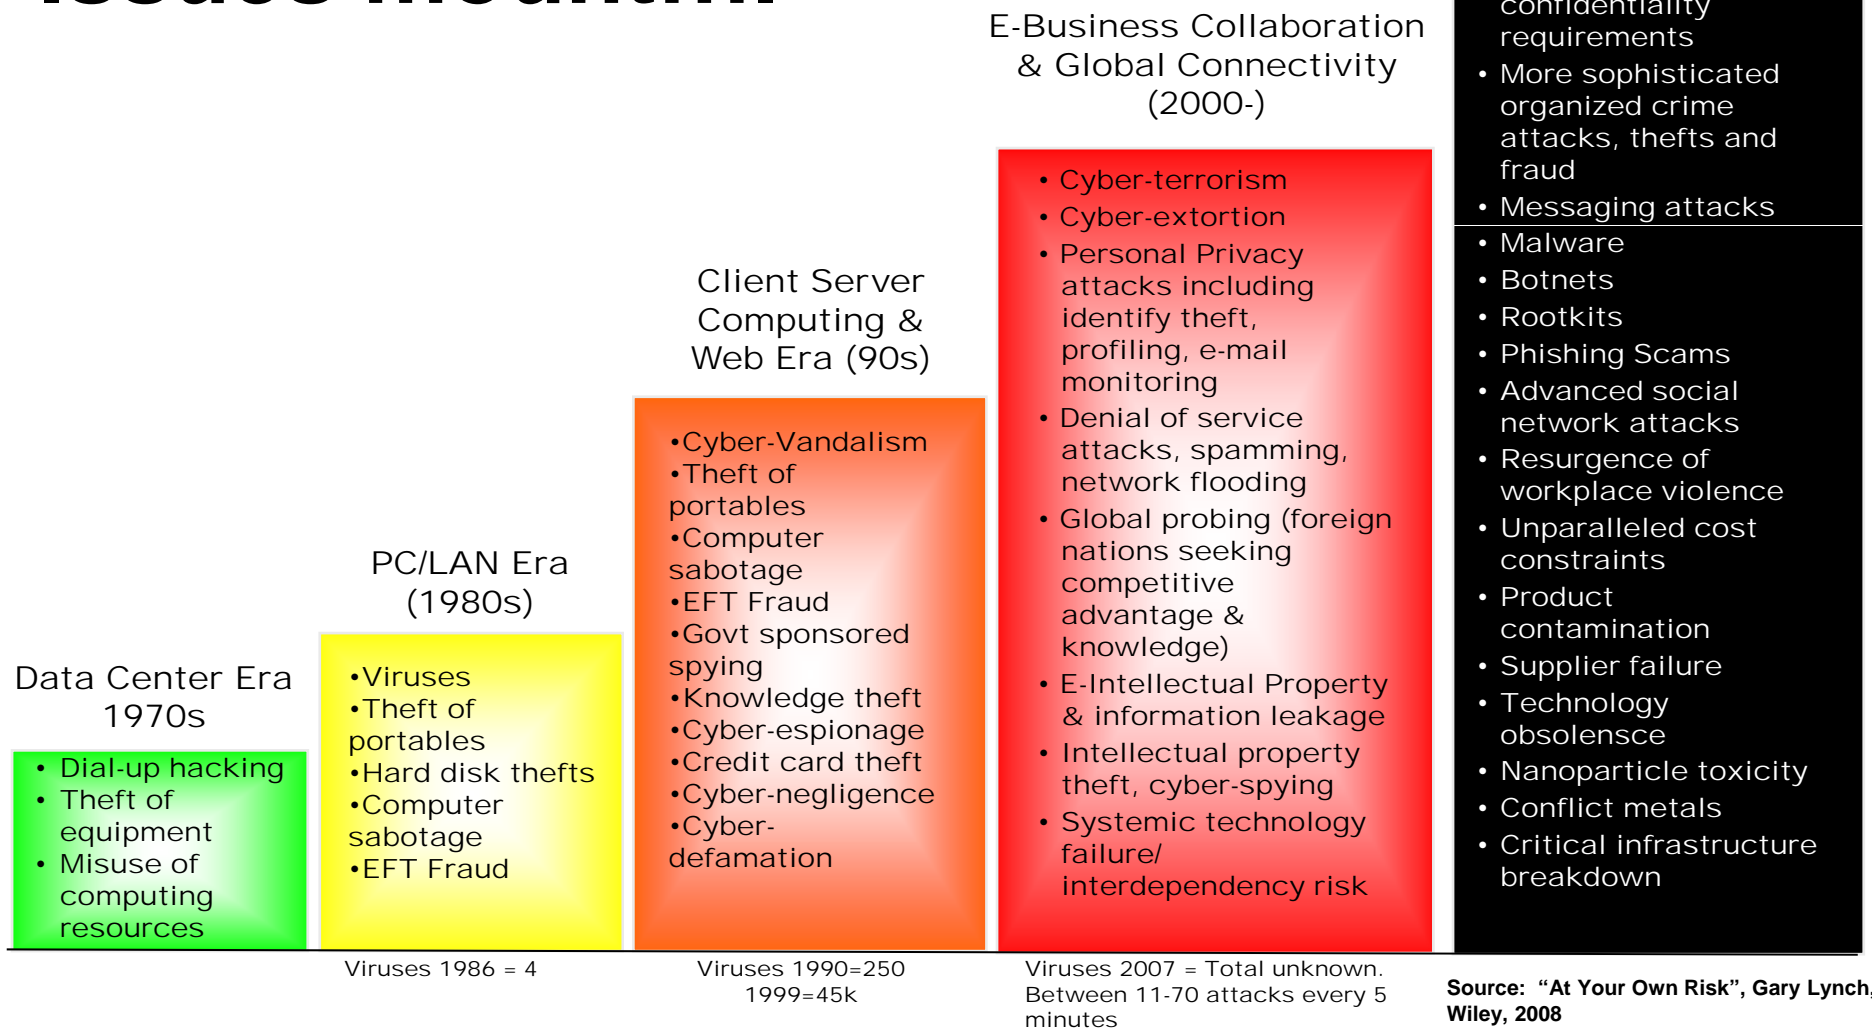 Issues Mount....
Data Center Era
1970s
• Dial-up hacking
• Theft of
equipment
• Misuse of
computing
resources
PC/LAN Era
(1980s)
•Viruses
•Theft of
portables
•Hard disk thefts
•Computer
sabotage
•EFT Fraud
Viruses 1986 = 4
Client Server
Computing &
Web Era (90s)
•Cyber-Vandalism
•Theft of
portables
•Computer
sabotage
•EFT Fraud
•Govt sponsored
spying
•Knowledge theft
•Cyber-espionage
•Credit card theft
•Cyber-negligence
•Cyber-
defamation
Viruses 1990=250
1999=45k
E-Business Collaboration
& Global Connectivity
(2000-)
• Cyber-terrorism
• Cyber-extortion
• Personal Privacy
attacks including
identify theft,
profiling, e-mail
monitoring
• Denial of service
attacks, spamming,
network flooding
• Global probing (foreign
nations seeking
competitive
advantage &
knowledge)
• E-Intellectual Property
& information leakage
• Intellectual property
theft, cyber-spying
• Systemic technology
failure/
interdependency risk
Viruses 2007 = Total unknown.
Between 11-70 attacks every 5
minutes
confidentiality
requirements
• More sophisticated
organized crime
attacks, thefts and
fraud
• Messaging attacks
• Malware
• Botnets
• Rootkits
• Phishing Scams
• Advanced social
network attacks
• Resurgence of
workplace violence
• Unparalleled cost
constraints
• Product
contamination
• Supplier failure
• Technology
obsolensce
• Nanoparticle toxicity
• Conflict metals
• Critical infrastructure
breakdown
Source: “At Your Own Risk”, Gary Lynch,
Wiley, 2008